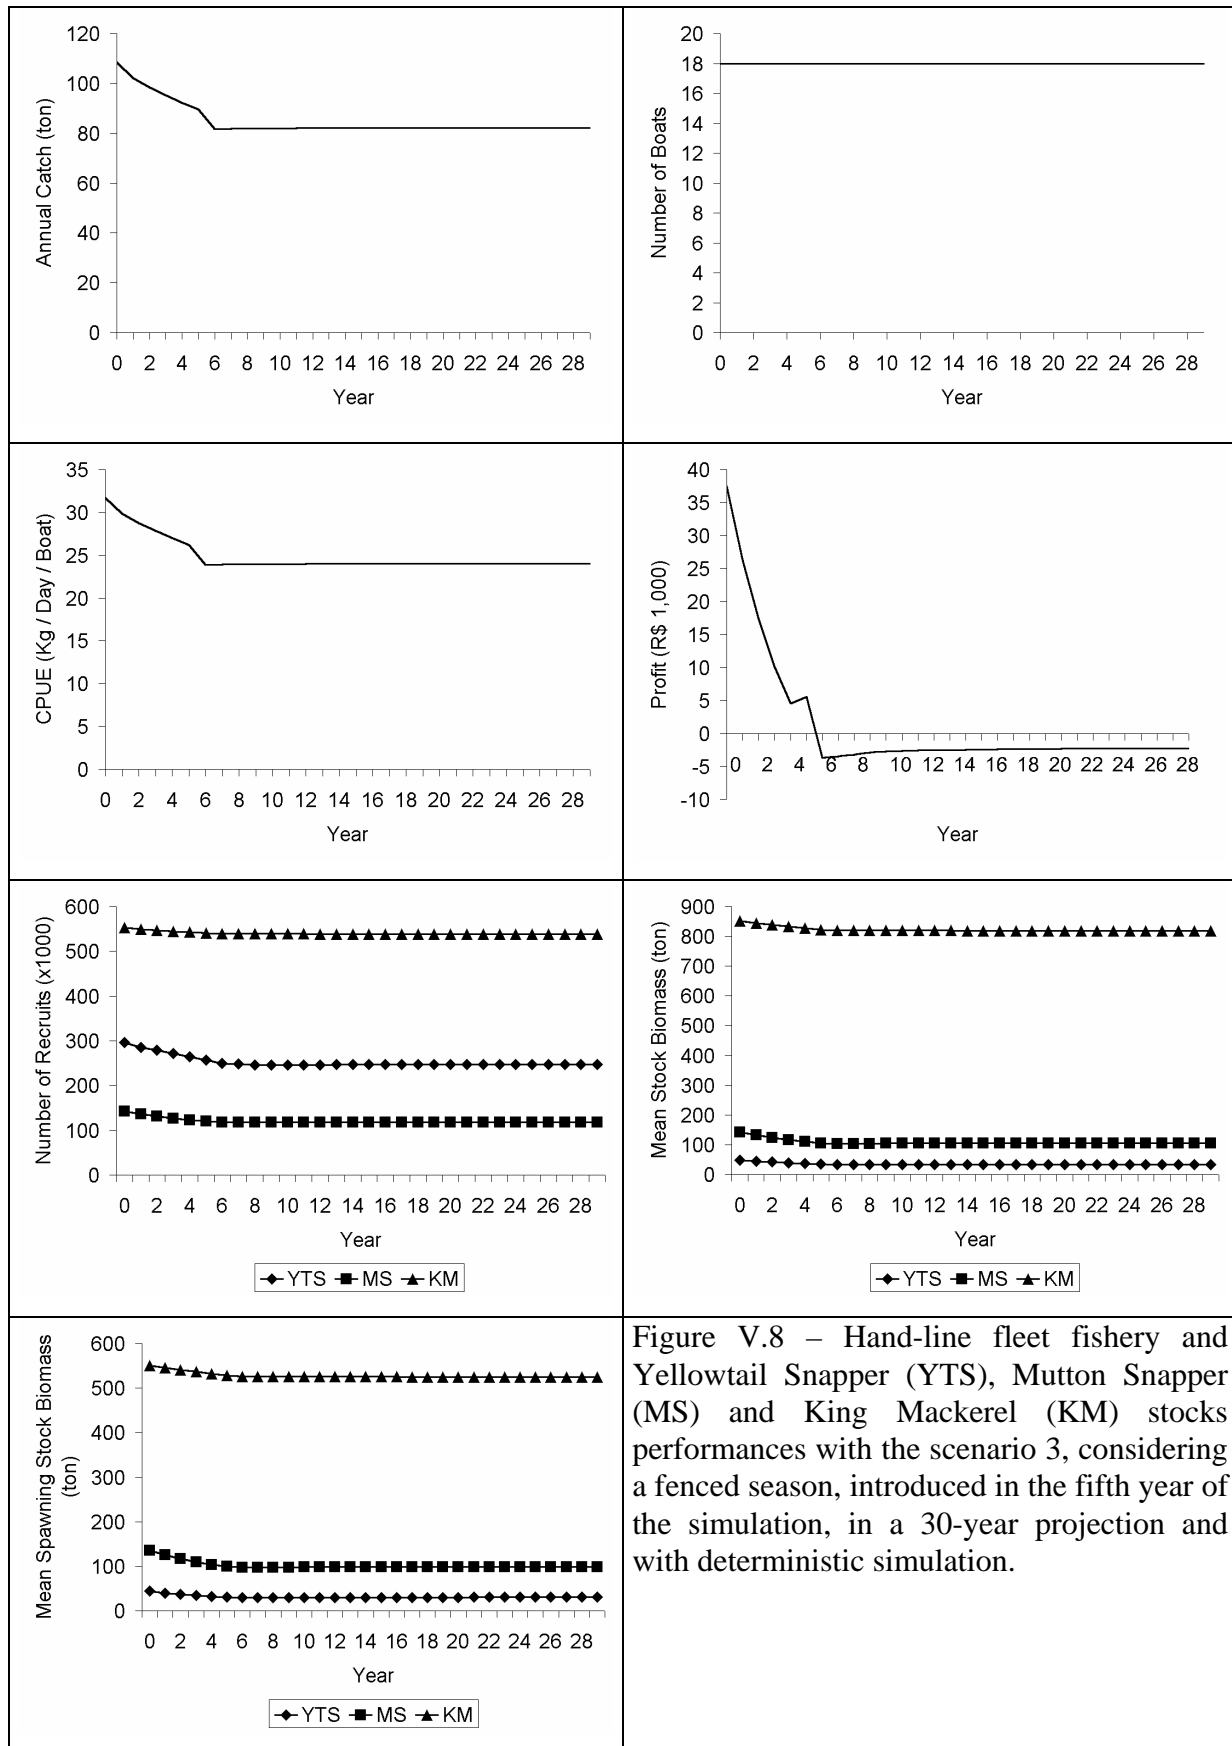 120
100
80
60
40
20
0
Annual Catch (ton)
0 2 4 6 8 10 12 14 16 18 20 22 24 26 28
Year
20
18
16
14
12
10
8
6
4
2
0
Number of Boats
0 2 4 6 8 10 12 14 16 18 20 22 24 26 28
Year
35
30
25
20
15
10
5
0
CPUE (Kg / Day / Boat)
0 2 4 6 8 10 12 14 16 18 20 22 24 26 28
Year
40
35
30
25
20
15
10
5
0
-5
-10
Profit (R$ 1,000)
0 2 4 6 8 10 12 14 16 18 20 22 24 26 28
Year
600
500
400
300
200
100
0
Number of Recruits (x1000)
0 2 4 6 8 10 12 14 16 18 20 22 24 26 28
Year
YTS MS KM
900
800
700
600
500
400
300
200
100
0
Mean Stock Biomass (ton)
0 2 4 6 8 10 12 14 16 18 20 22 24 26 28
Year
YTS MS KM
600
500
400
300
200
100
0
Mean Spawning Stock Biomass
(ton)
0 2 4 6 8 10 12 14 16 18 20 22 24 26 28
Year
YTS MS KM
Figure V.8 – Hand-line fleet fishery and
Yellowtail Snapper (YTS), Mutton Snapper
(MS) and King Mackerel (KM) stocks
performances with the scenario 3, considering
a fenced season, introduced in the fifth year of
the simulation, in a 30-year projection and
with deterministic simulation.